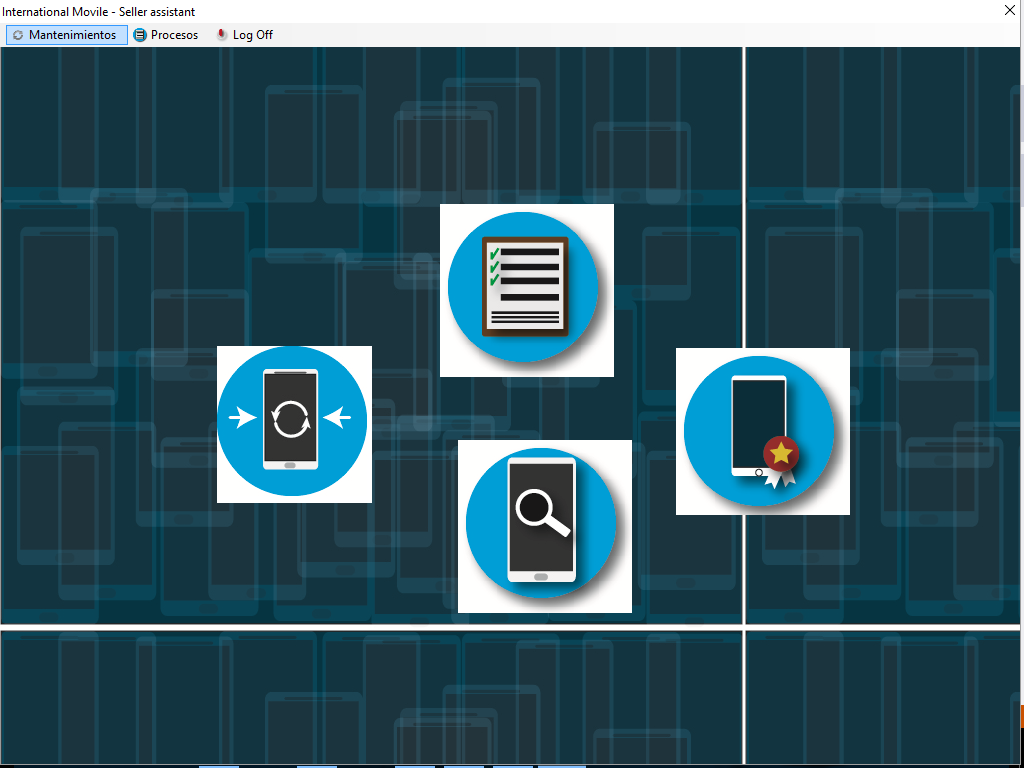 International Movile - Seller assistant
Mantenimientos Procesos Log Off